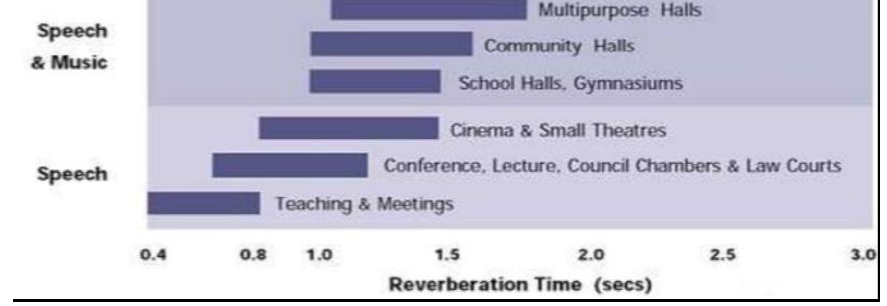 Multipurpose Halls
Speech
& Music
Community Halls
School Halls, Gymnasiums
Cinema & Small Theatres
Speech
Conference, Lecture, Council Chambers & Law Courts
Teaching & Meetings
0.4 0.8 1.0 1.5 2.0 2.5 3.0
Reverberation Time (secs)